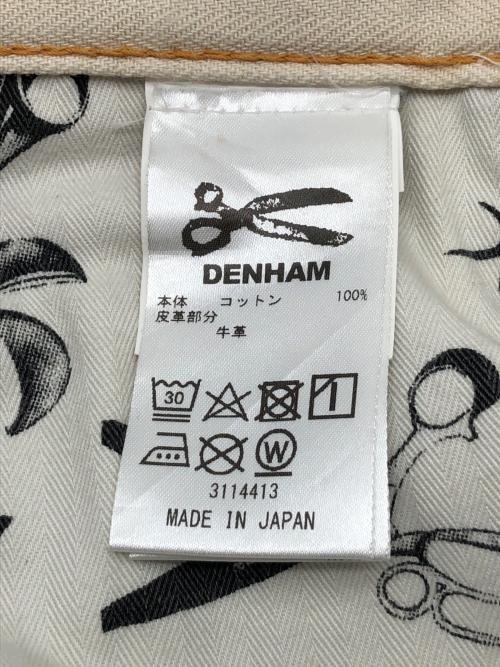 DENHAM
本体 コットン 100%
皮革部分
牛革
30
W
3114413
MADE IN JAPAN